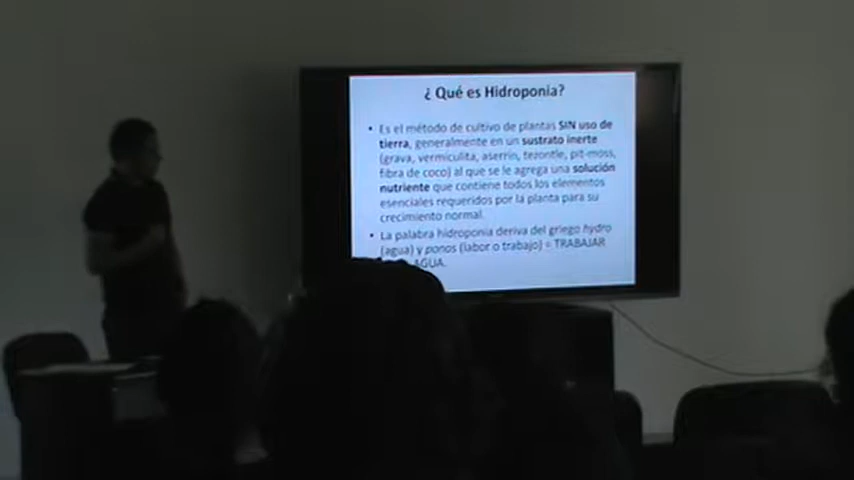 ¿ Qué es Hidroponia?
• Es el método de cultivo de plantas SIN uso de
tierra, generalmente en un sustrato inerte
(grava, vermiculita, aserrin, tezontle, pit-moss,
fibra de coco) al que se le agrega una solución
nutriente que contiene todos los elementos
esenciales requeridos por la planta para su
crecimiento normal.
• La palabra hidroponia deriva del griego hydro
(agua) y ponos (labor o trabajo) = TRABAJAR
AGUA.